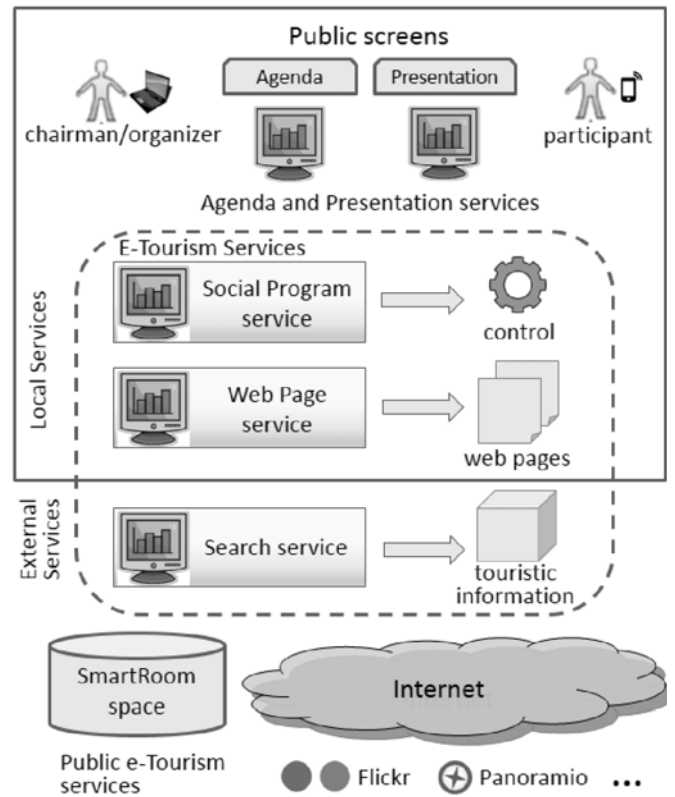 Public screens
Agenda
Presentation
chairman/organizer
participant
Agenda and Presentation services
E-Tourism Services
Local Services
Social Program
service
control
Web Page
service
web pages
External
Services
Search service
touristic
information
SmartRoom
space
Internet
Public e-Tourism
services
Flickr
Panoramio
...